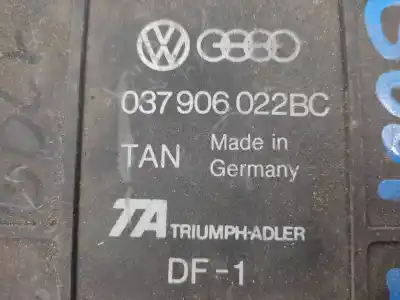 037 906 022BC
TAN Made in
Germany
TA TRIUMPH-ADLER
DF-1